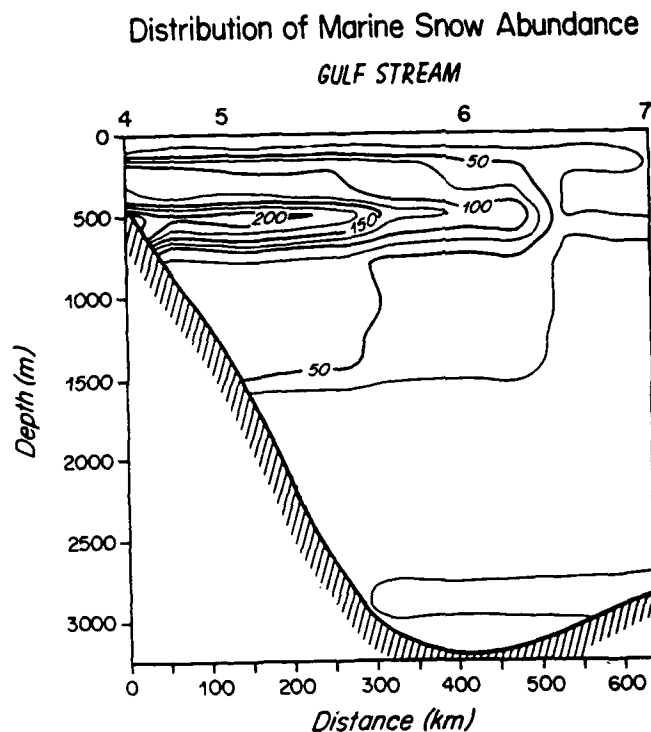 Distribution of Marine Snow Abundance
GULF STREAM
4 5 6 7
0
500
1000
1500
2000
2500
3000
Depth (m)
50
100
200
150
50
0 100 200 300 400 500 600
Distance (km)